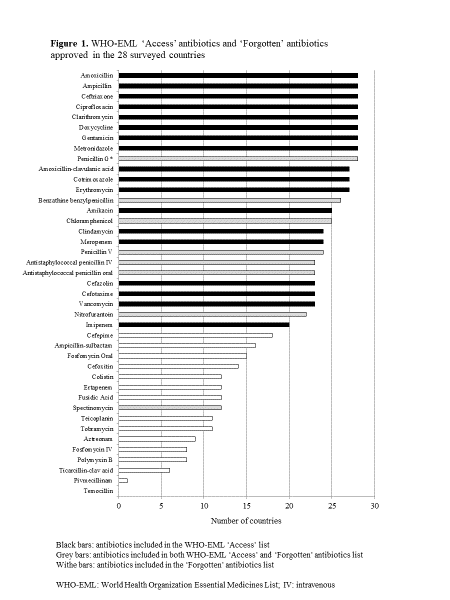 Figure 1. WHO-EML ‘Access’ antibiotics and ‘Forgotten’ antibiotics
approved in the 28 surveyed countries
Amoxicillin
Ampicillin
Ceftriaxone
Ciprofloxacin
Clarithromycin
Doxycycline
Gentamicin
Metronidazole
Penicillin G *
Amoxicillin-clavulanic acid
Cotrimoxazole
Erythromycin
Benzathine benzylpenicillin
Amikacin
Chloramphenicol
Clindamycin
Meropenem
Penicillin V
Antistaphylococcal penicillin IV
Antistaphylococcal penicillin oral
Cefazolin
Cefotaxime
Vancomycin
Nitrofurantoin
Imipenem
Cefepime
Ampicillin-sulbactam
Fosfomycin Oral
Cefoxitin
Colistin
Ertapenem
Fusidic Acid
Spectinomycin
Teicoplanin
Tobramycin
Aztreonam
Fosfomycin IV
Polymyxin B
Ticarcillin-clav acid
Pivmecillinam
Temocillin
0 5 10 15 20 25 30
Number of countries
Black bars: antibiotics included in the WHO-EML ‘Access’ list
Grey bars: antibiotics included in both WHO-EML ‘Access’ and ‘Forgotten’ antibiotics list
Withe bars: antibiotics included in the ‘Forgotten’ antibiotics list
WHO-EML: World Health Organization Essential Medicines List; IV: intravenous